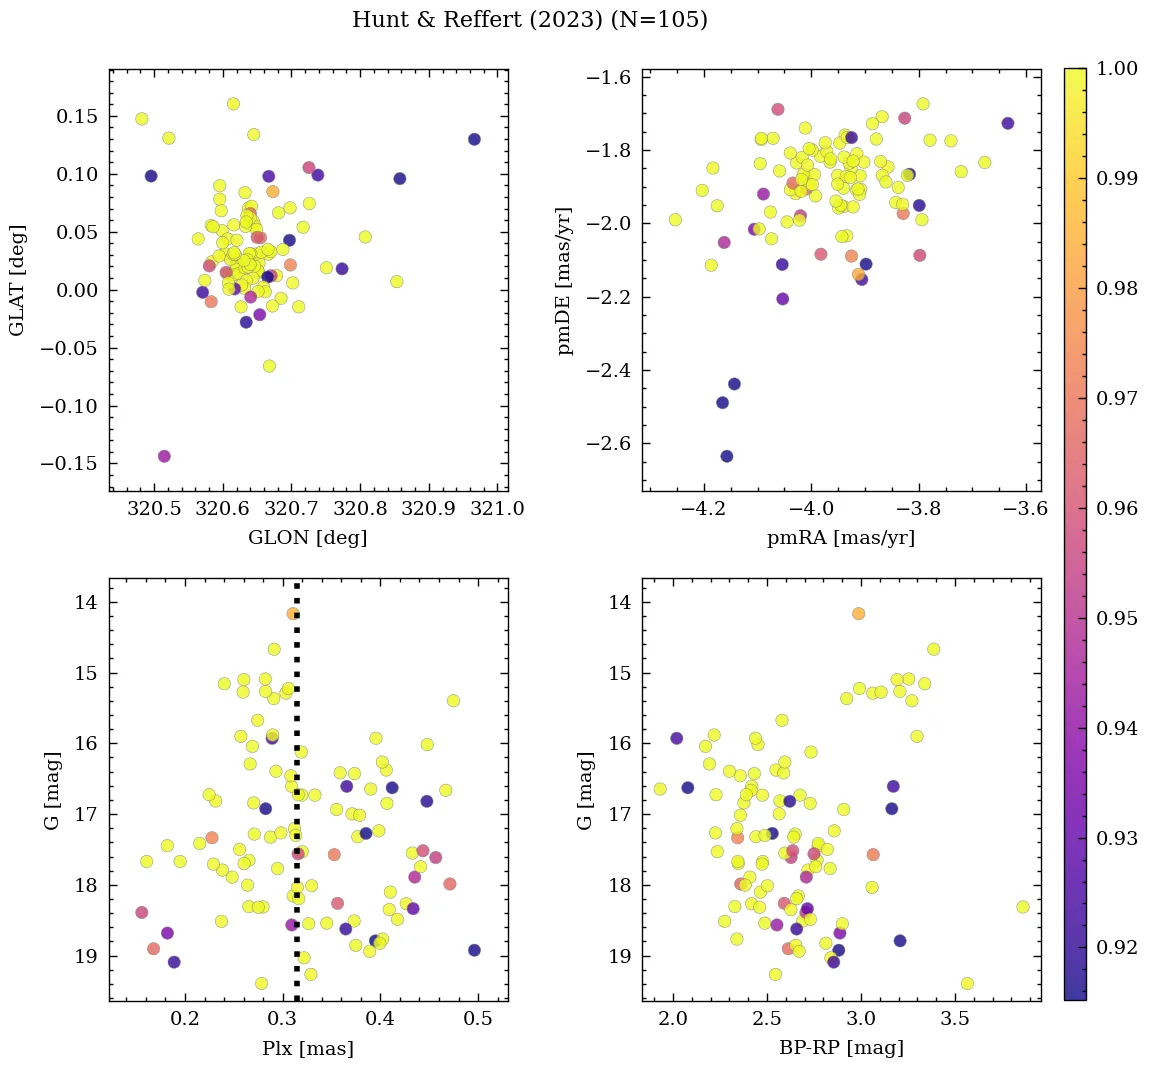 Hunt & Reffert (2023) (N=105)
0.15
0.10
0.05
0.00
−0.05
−0.10
−0.15
GLAT [deg]
320.5 320.6 320.7 320.8 320.9 321.0
GLON [deg]
−1.6
−1.8
−2.0
−2.2
−2.4
−2.6
pmDE [mas/yr]
−4.2 −4.0 −3.8 −3.6
pmRA [mas/yr]
14
15
16
17
18
19
G [mag]
0.2 0.3 0.4 0.5
Plx [mas]
14
15
16
17
18
19
G [mag]
2.0 2.5 3.0 3.5
BP-RP [mag]
1.00
0.99
0.98
0.97
0.96
0.95
0.94
0.93
0.92